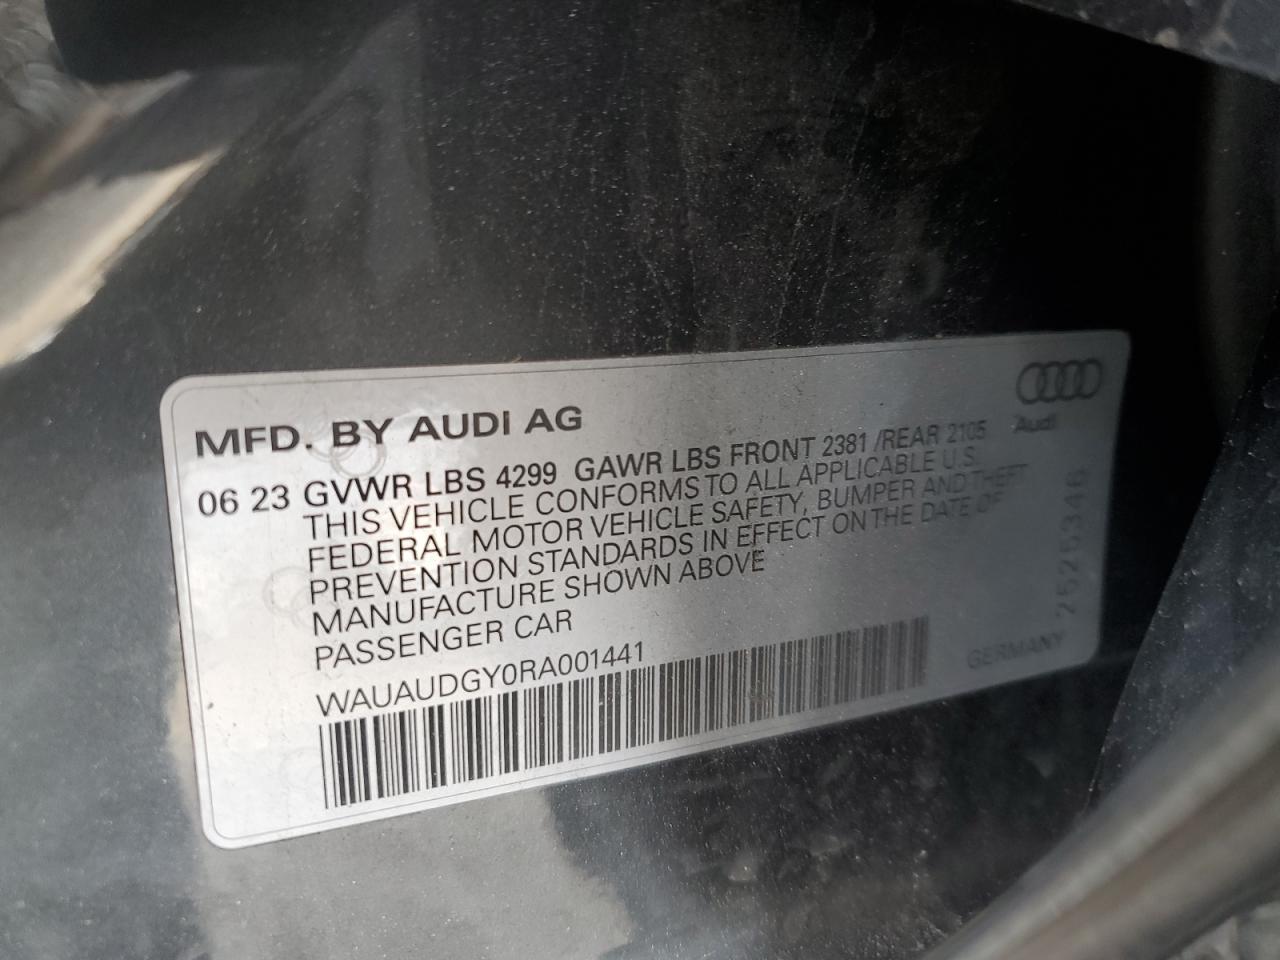 MFD. BY AUDI AG
Audi
06 23 GVWR LBS 4299 GAWR LBS FRONT 2381 /REAR 2105
THIS VEHICLE CONFORMS TO ALL APPLICABLE U.S.
FEDERAL MOTOR VEHICLE SAFETY, BUMPER AND THEFT
PREVENTION STANDARDS IN EFFECT ON THE DATE OF
MANUFACTURE SHOWN ABOVE
PASSENGER CAR
WAUAUDGY0RA001441
GERMANY
2525346